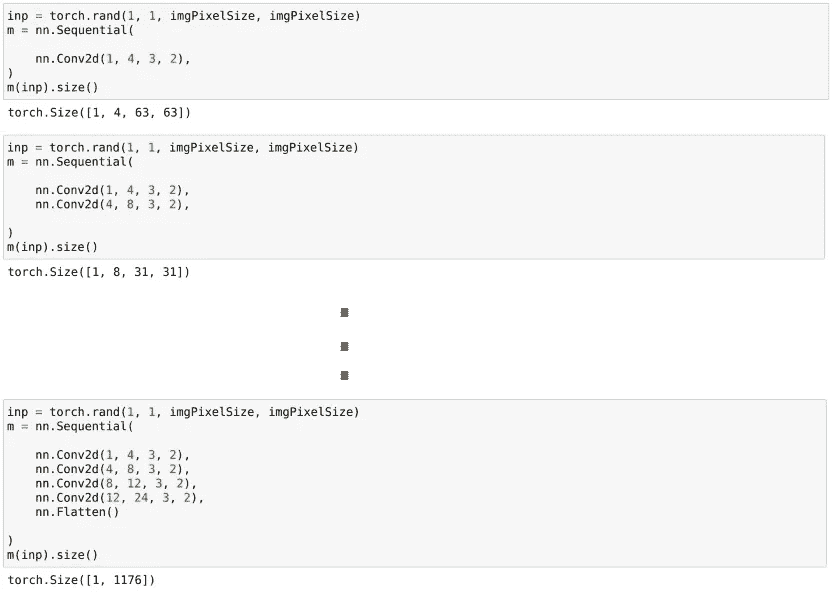 inp = torch.rand(1, 1, imgPixelSize, imgPixelSize)
m = nn.Sequential(
nn.Conv2d(1, 4, 3, 2),
)
m(inp).size()
torch.Size([1, 4, 63, 63])
inp = torch.rand(1, 1, imgPixelSize, imgPixelSize)
m = nn.Sequential(
nn.Conv2d(1, 4, 3, 2),
nn.Conv2d(4, 8, 3, 2),
)
m(inp).size()
torch.Size([1, 8, 31, 31])
inp = torch.rand(1, 1, imgPixelSize, imgPixelSize)
m = nn.Sequential(
nn.Conv2d(1, 4, 3, 2),
nn.Conv2d(4, 8, 3, 2),
nn.Conv2d(8, 12, 3, 2),
nn.Conv2d(12, 24, 3, 2),
nn.Flatten()
)
m(inp).size()
torch.Size([1, 1176])